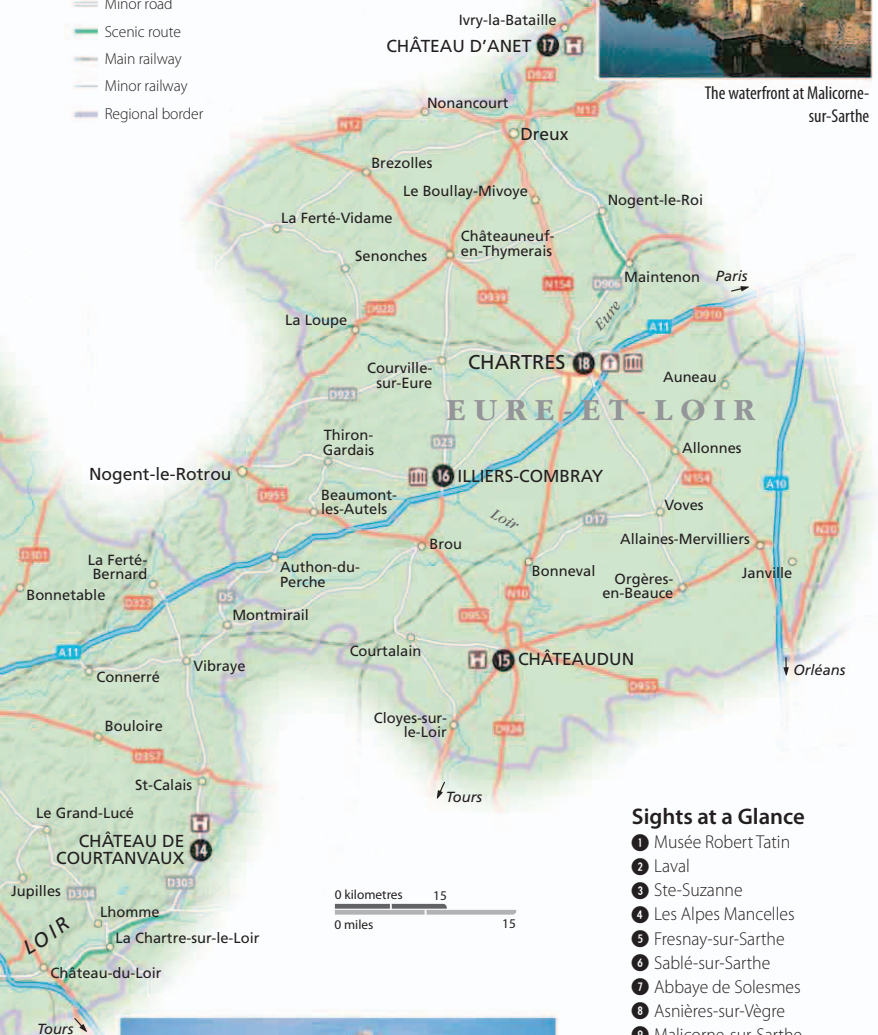 Minor road
Scenic route
Main railway
Minor railway
Regional border
The waterfront at Malicorne-
sur-Sarthe
Ivry-la-Bataille
CHÂTEAU D'ANET 17
D928
Nonancourt
N12
N12
Dreux
Brezolles
Le Boullay-Mivoye
Nogent-le-Roi
La Ferté-Vidame
Châteauneuf-
en-Thymerais
Senonches
Maintenon
Paris
D906
N154
D939
D928
Eure
D910
A11
La Loupe
CHARTRES 18
Courville-
sur-Eure
Auneau
D923
EURE-ET-LOIR
Thiron-
Gardais
D23
Allonnes
Nogent-le-Rotrou
16 ILLIERS-COMBRAY
N154
A10
D955
Beaumont-
les-Autels
Loir
D17
Voves
N20
Allaines-Mervilliers
D301
Brou
La Ferté-
Bernard
Authon-du-
Perche
Bonneval
Orgères-
en-Beauce
Janville
Bonnetable
D323
D5
N10
Montmirail
D955
A11
Courtalain
Connerré
Vibraye
15 CHÂTEAUDUN
Orléans
D955
Cloyes-sur-
le-Loir
D924
Bouloire
D357
St-Calais
Tours
Le Grand-Lucé
CHÂTEAU DE
COURTANVAUX 14
Jupilles
D304
D303
Lhomme
LOIR
La Chartre-sur-le-Loir
Château-du-Loir
Tours
0 kilometres 15
0 miles 15
Sights at a Glance
1 Musée Robert Tatin
2 Laval
3 Ste-Suzanne
4 Les Alpes Mancelles
5 Fresnay-sur-Sarthe
6 Sablé-sur-Sarthe
7 Abbaye de Solesmes
8 Asnières-sur-Vègre
9 Malicorne-sur-Sarthe